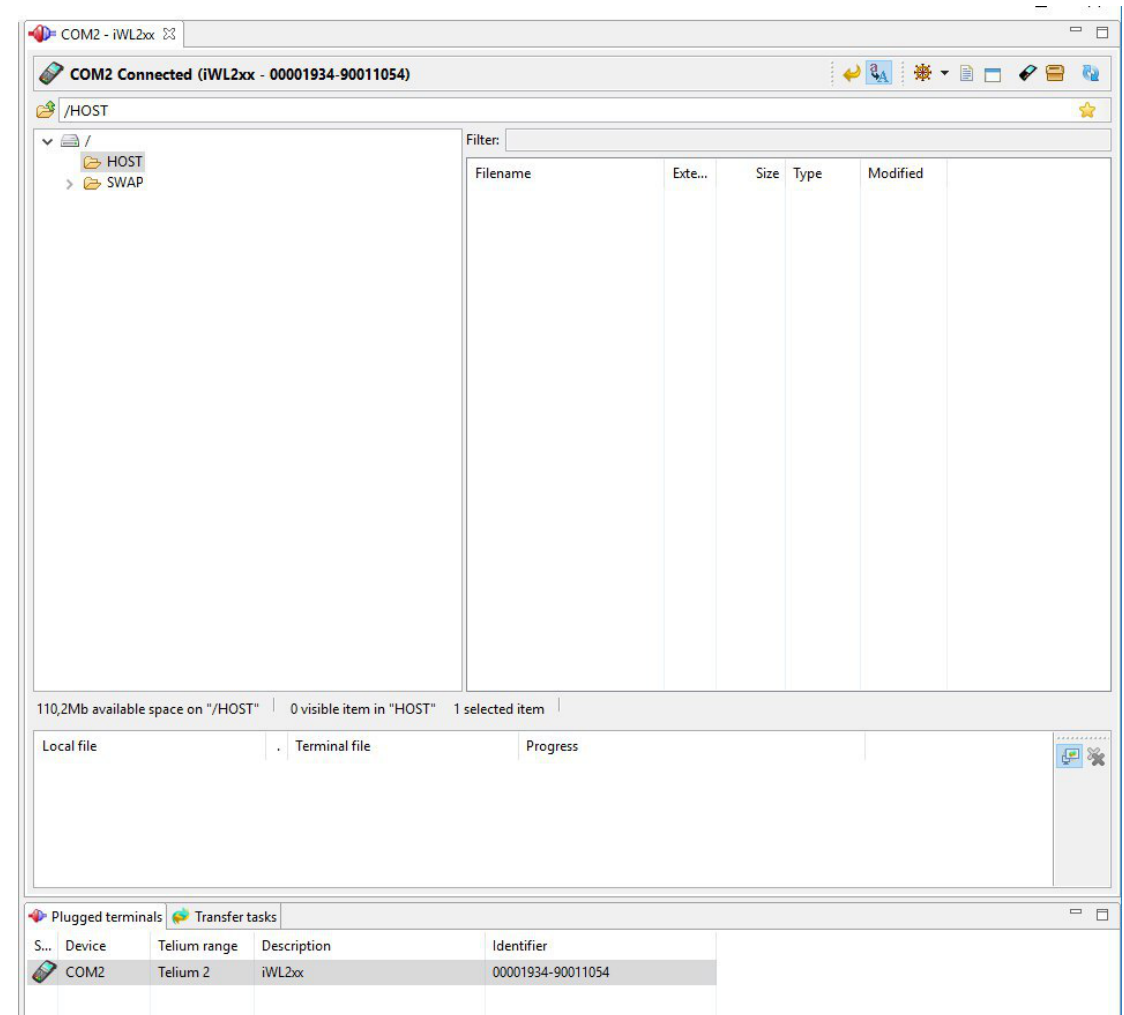 COM2 - iWL2xx
COM2 Connected (iWL2xx - 00001934-90011054)
/HOST
/
HOST
SWAP
Filter:
Filename Exte... Size Type Modified
110,2Mb available space on "/HOST" 0 visible item in "HOST" 1 selected item
Local file . Terminal file Progress
Plugged terminals Transfer tasks
S... Device Telium range Description Identifier
COM2 Telium 2 iWL2xx 00001934-90011054